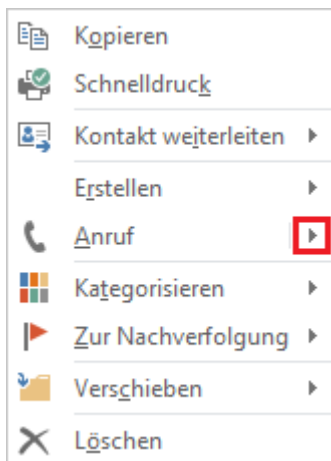 Kopieren
Schnelldruck
Kontakt weiterleiten
Erstellen
Anruf
Kategorisieren
Zur Nachverfolgung
Verschieben
Löschen